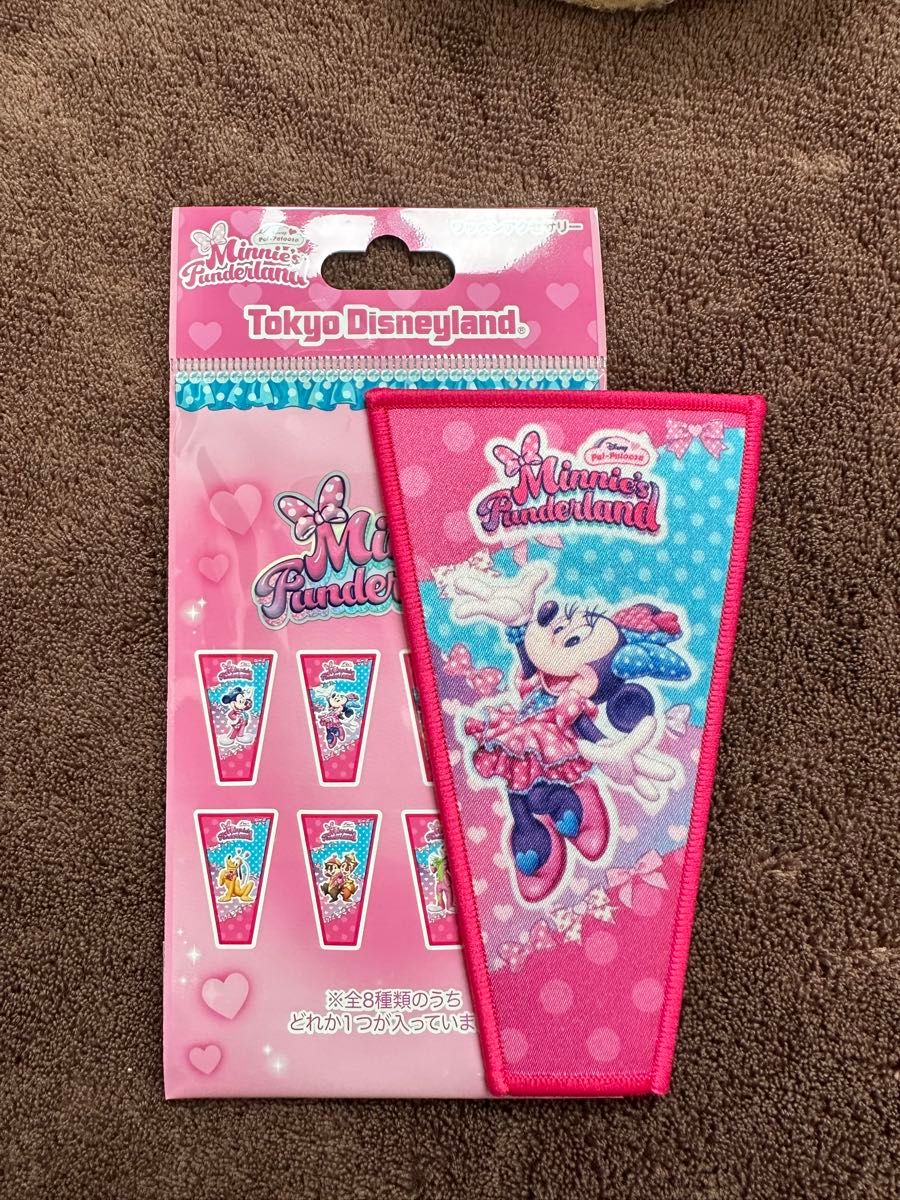 Disney
Pal-Palooza
Minnie's
Funderland
ワッペンアクセサリー
Tokyo Disneyland®
Mi
Funder
※全8種類のうち
どれか1つが入っていま
Disney
Pal-Palooza
Minnie's
Funderland